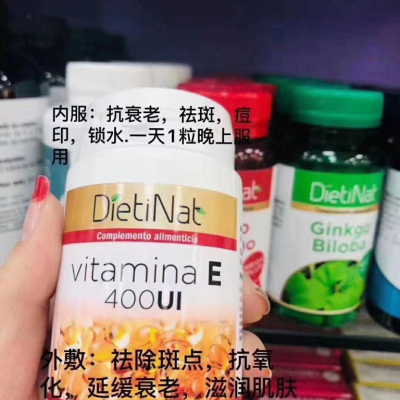 内服：抗衰老，祛斑，痘
印，锁水.一天1粒晚上服
用
DietiNat
Complemento alimenticio
vitamina E
400UI
DietiNat
Ginkgo
Biloba
外敷：祛除斑点，抗氧
化，延缓衰老，滋润肌肤